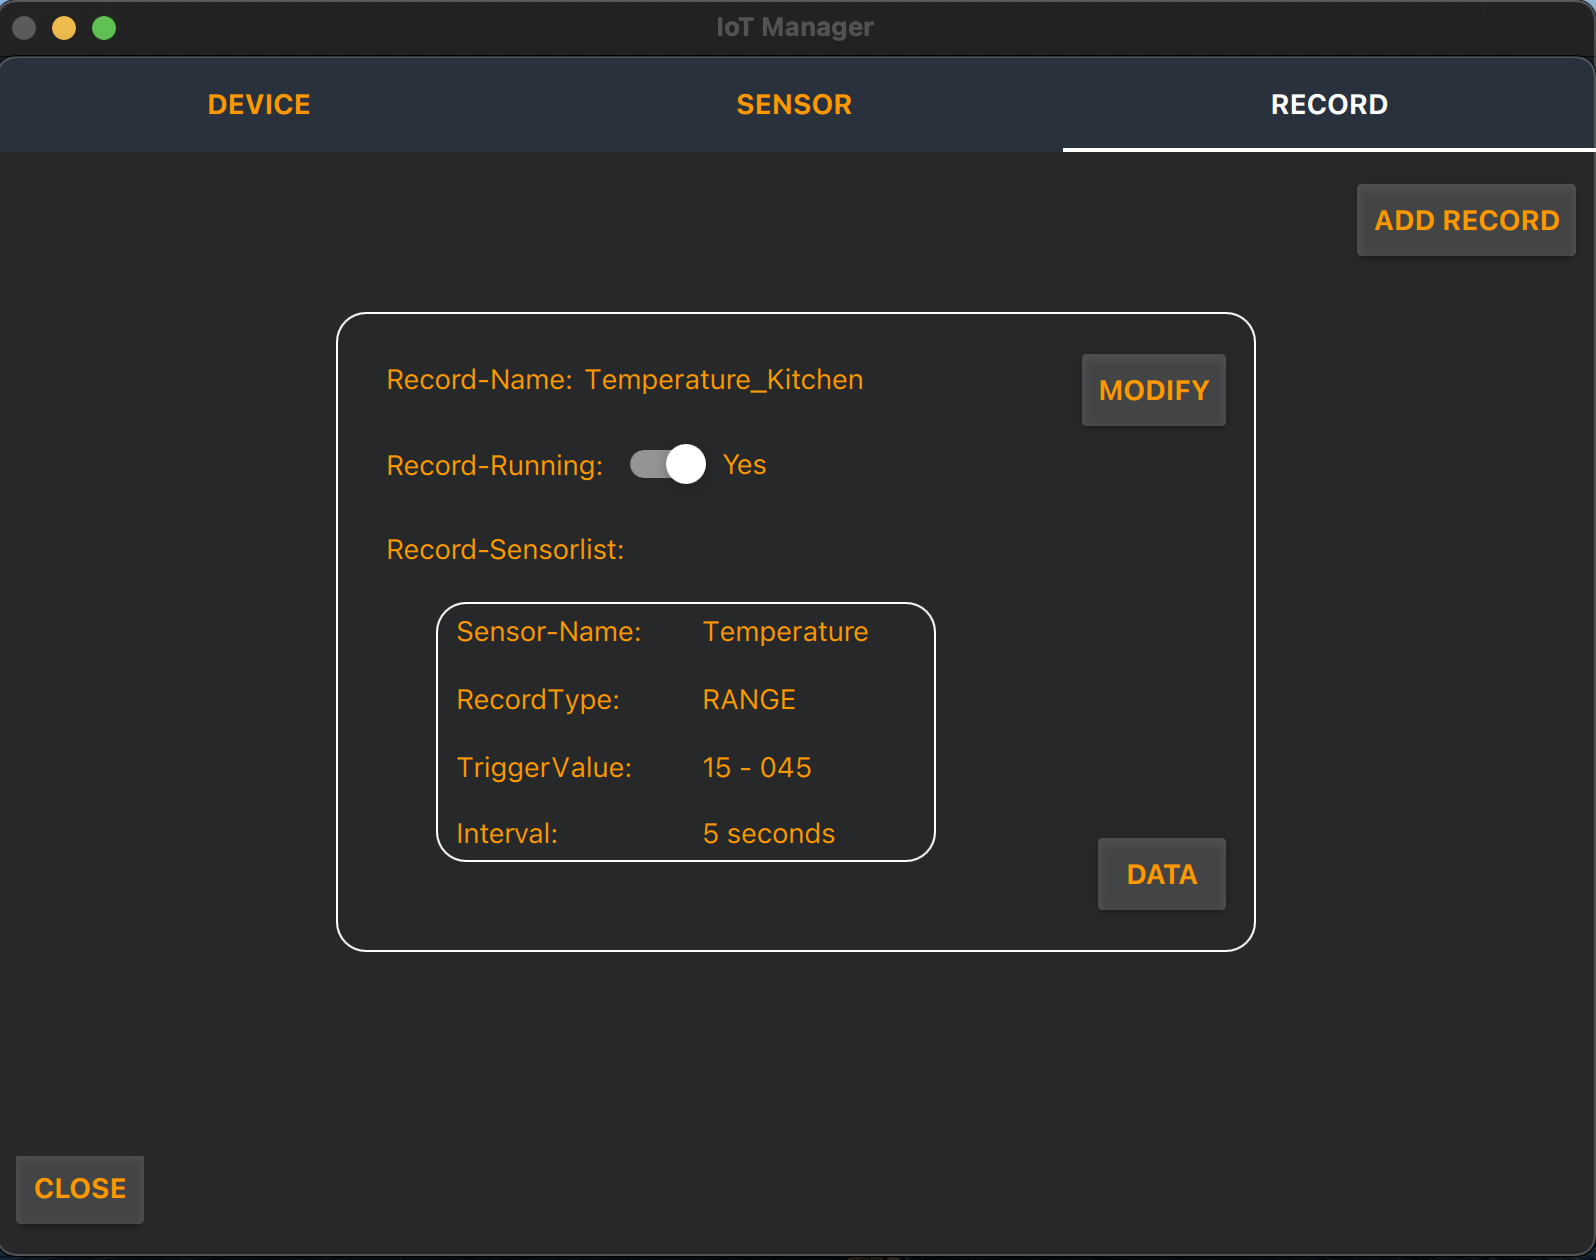 IoT Manager
DEVICE SENSOR RECORD
ADD RECORD
Record-Name: Temperature_Kitchen
MODIFY
Record-Running: Yes
Record-Sensorlist:
Sensor-Name: Temperature
RecordType: RANGE
TriggerValue: 15 - 045
Interval: 5 seconds
DATA
CLOSE